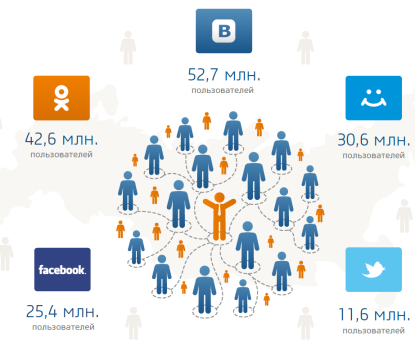 B
52,7 млн.
пользователей
42,6 млн.
пользователей
30,6 млн.
пользователей
facebook.
25,4 млн.
пользователей
11,6 млн.
пользователей